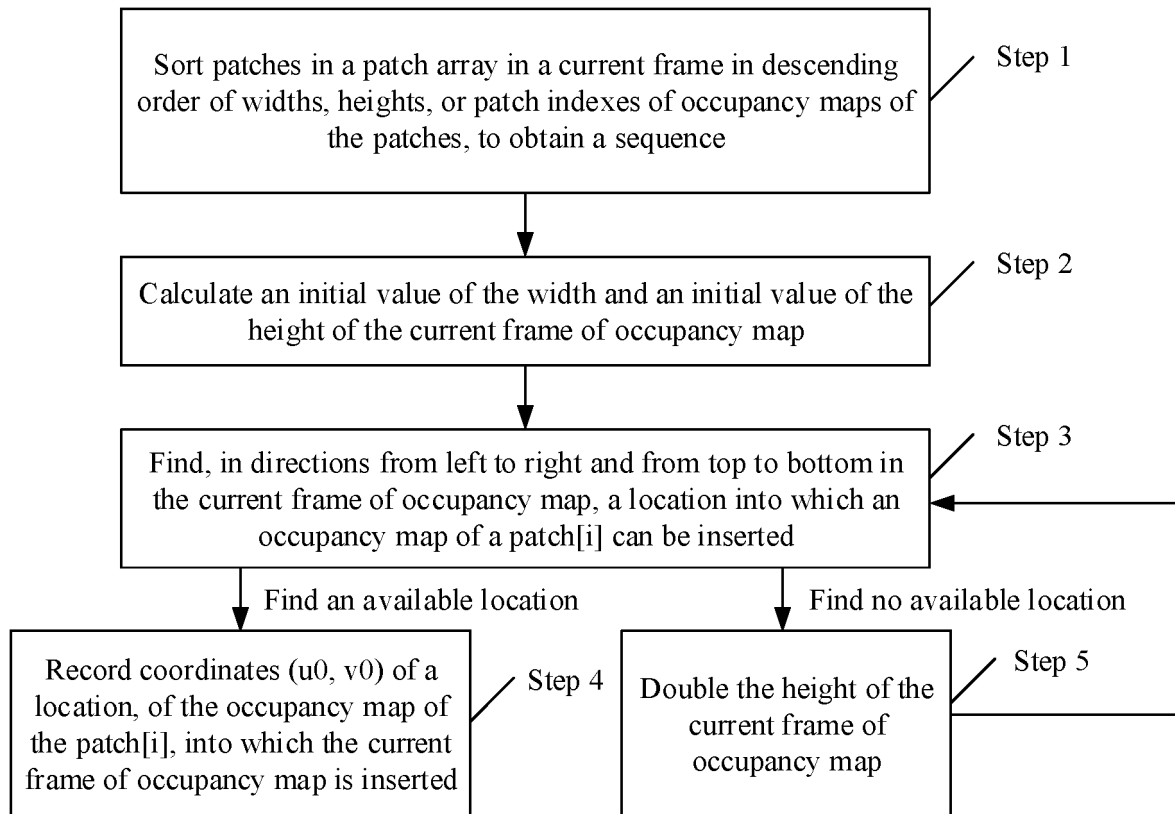 Sort patches in a patch array in a current frame in descending
order of widths, heights, or patch indexes of occupancy maps of
the patches, to obtain a sequence
Step 1
Calculate an initial value of the width and an initial value of the
height of the current frame of occupancy map
Step 2
Find, in directions from left to right and from top to bottom in
the current frame of occupancy map, a location into which an
occupancy map of a patch[i] can be inserted
Step 3
Find an available location
Find no available location
Record coordinates (u0, v0) of a
location, of the occupancy map of
the patch[i], into which the current
frame of occupancy map is inserted
Step 4
Double the height of the
current frame of
occupancy map
Step 5